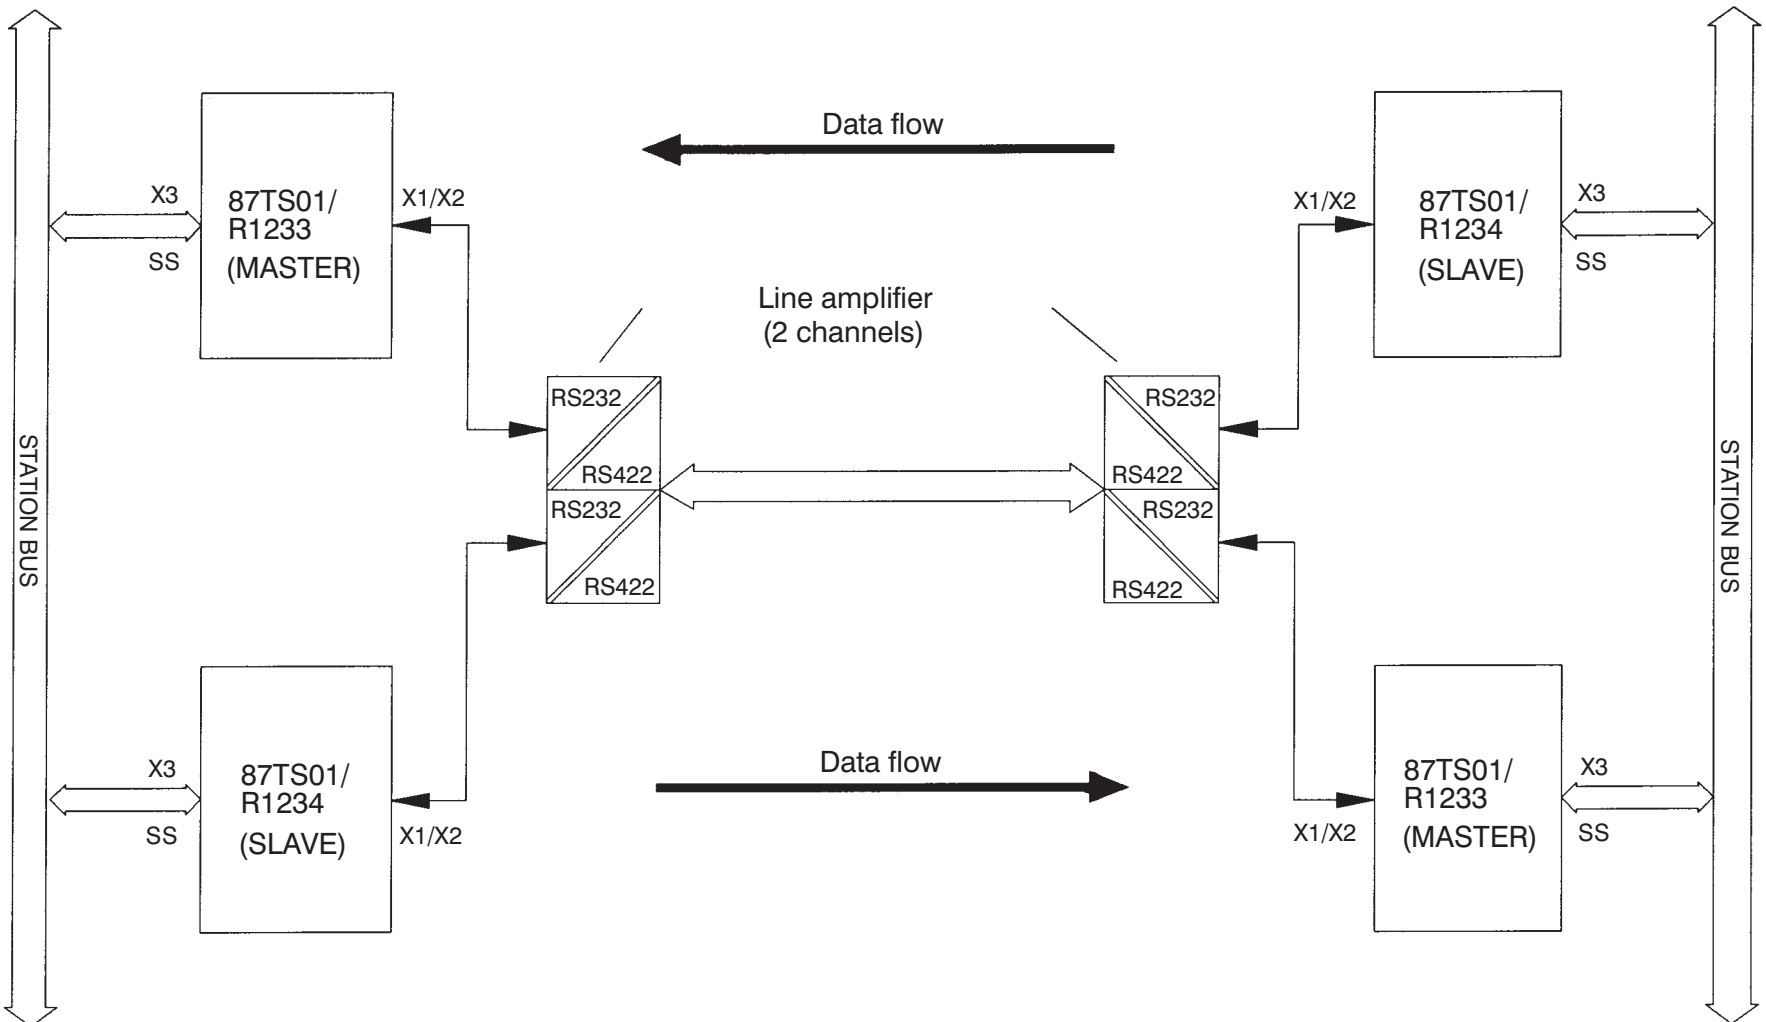 Data flow
X3
SS
87TS01/
R1233
(MASTER)
X1/X2
X1/X2
87TS01/
R1234
(SLAVE)
X3
SS
Line amplifier
(2 channels)
RS232
RS422
RS232
RS422
RS232
RS422
RS232
RS422
STATION BUS
STATION BUS
X3
SS
87TS01/
R1234
(SLAVE)
X1/X2
Data flow
X1/X2
87TS01/
R1233
(MASTER)
X3
SS